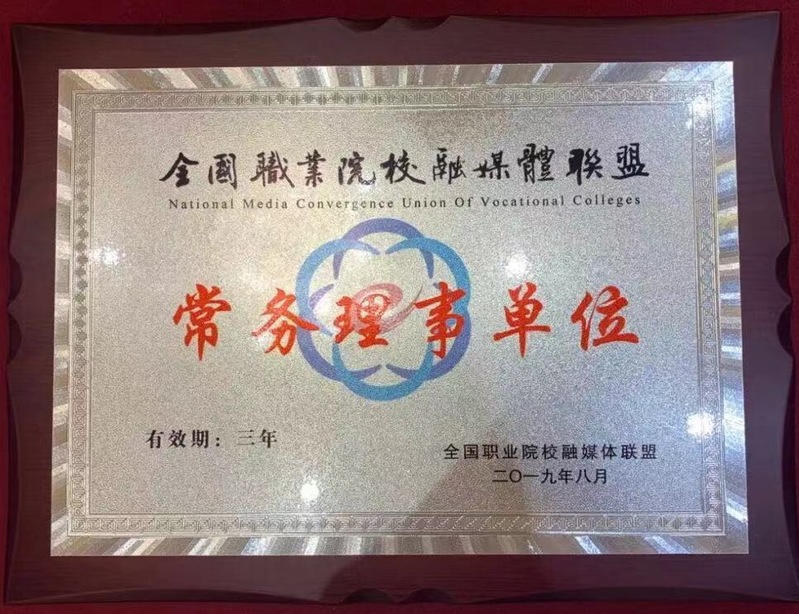 全國職業院校融媒體聯盟
National Media Convergence Union Of Vocational Colleges
常务理事单位
有效期：三年
全国职业院校融媒体联盟
二〇一九年八月